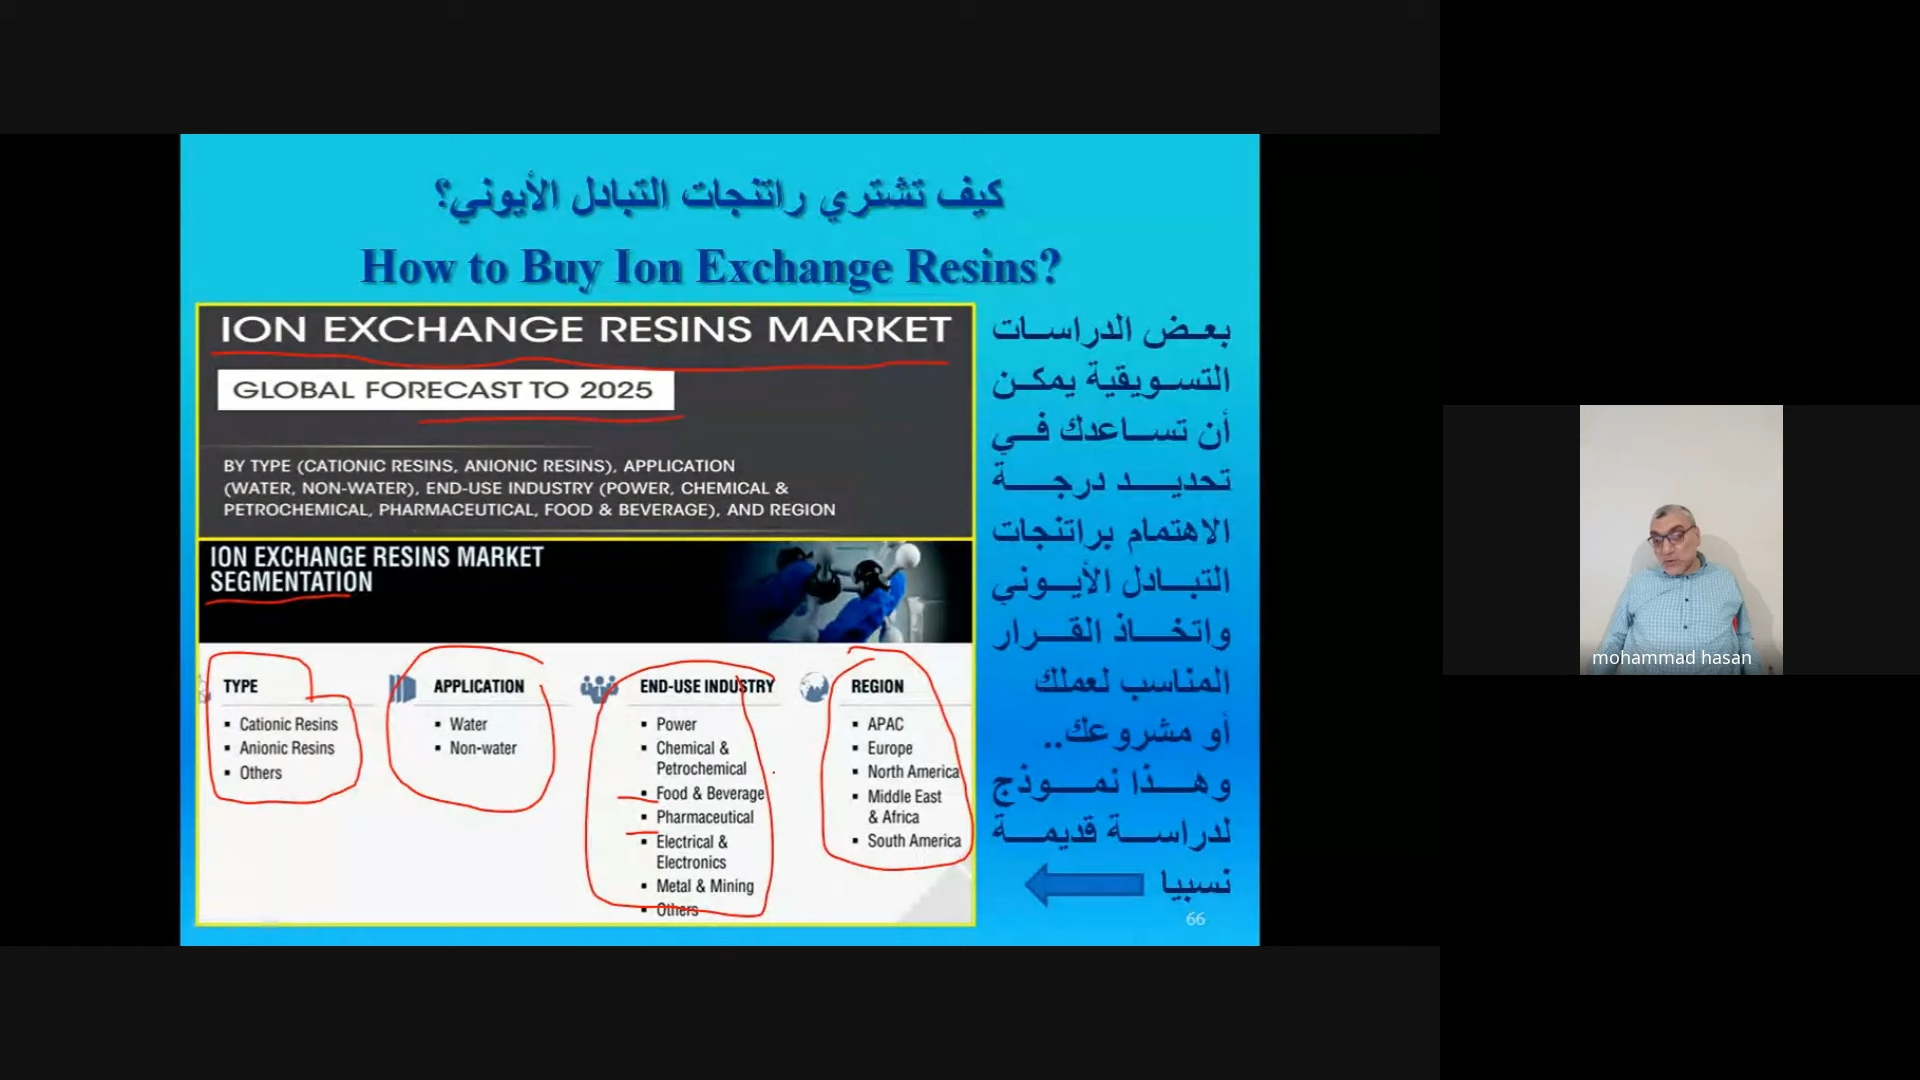 كيف تشتري راتنجات التبادل الأيوني؟
How to Buy Ion Exchange Resins?
ION EXCHANGE RESINS MARKET
GLOBAL FORECAST TO 2025
BY TYPE (CATIONIC RESINS, ANIONIC RESINS), APPLICATION
(WATER, NON-WATER), END-USE INDUSTRY (POWER, CHEMICAL &
PETROCHEMICAL, PHARMACEUTICAL, FOOD & BEVERAGE), AND REGION
ION EXCHANGE RESINS MARKET
SEGMENTATION
TYPE
▪ Cationic Resins
▪ Anionic Resins
▪ Others
APPLICATION
▪ Water
▪ Non-water
END-USE INDUSTRY
▪ Power
▪ Chemical &
Petrochemical
▪ Food & Beverage
▪ Pharmaceutical
▪ Electrical &
Electronics
▪ Metal & Mining
▪ Others
REGION
▪ APAC
▪ Europe
▪ North America
▪ Middle East
& Africa
▪ South America
بعض الدراسات
التسويقية يمكن
أن تساعدك في
تحديد درجة
الاهتمام براتنجات
التبادل الأيوني
واتخاذ القرار
المناسب لعملك
أو مشروعك..
وهذا نموذج
لدراسة قديمة
نسبيا
66
mohammad hasan